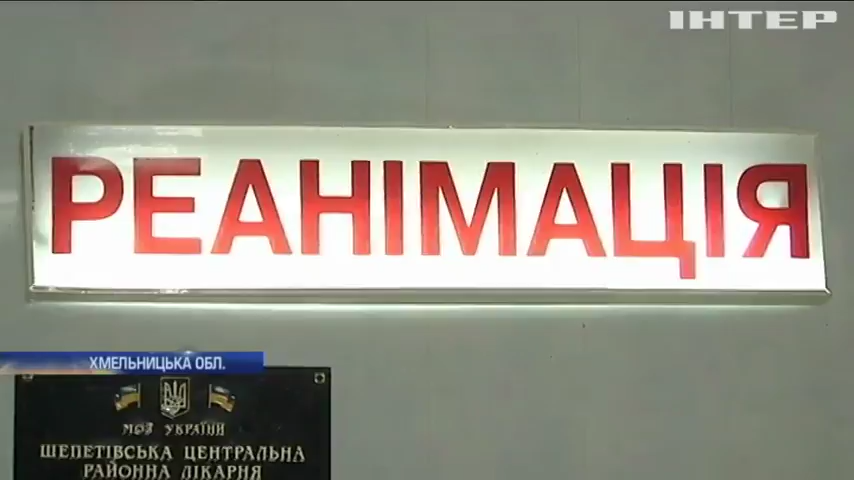 ІНТЕР
РЕАНІМАЦІЯ
ХМЕЛЬНИЦЬКА ОБЛ.
МОЗ УКРАЇНИ
ШЕПЕТІВСЬКА ЦЕНТРАЛЬНА
РАЙОННА ЛІКАРНЯ